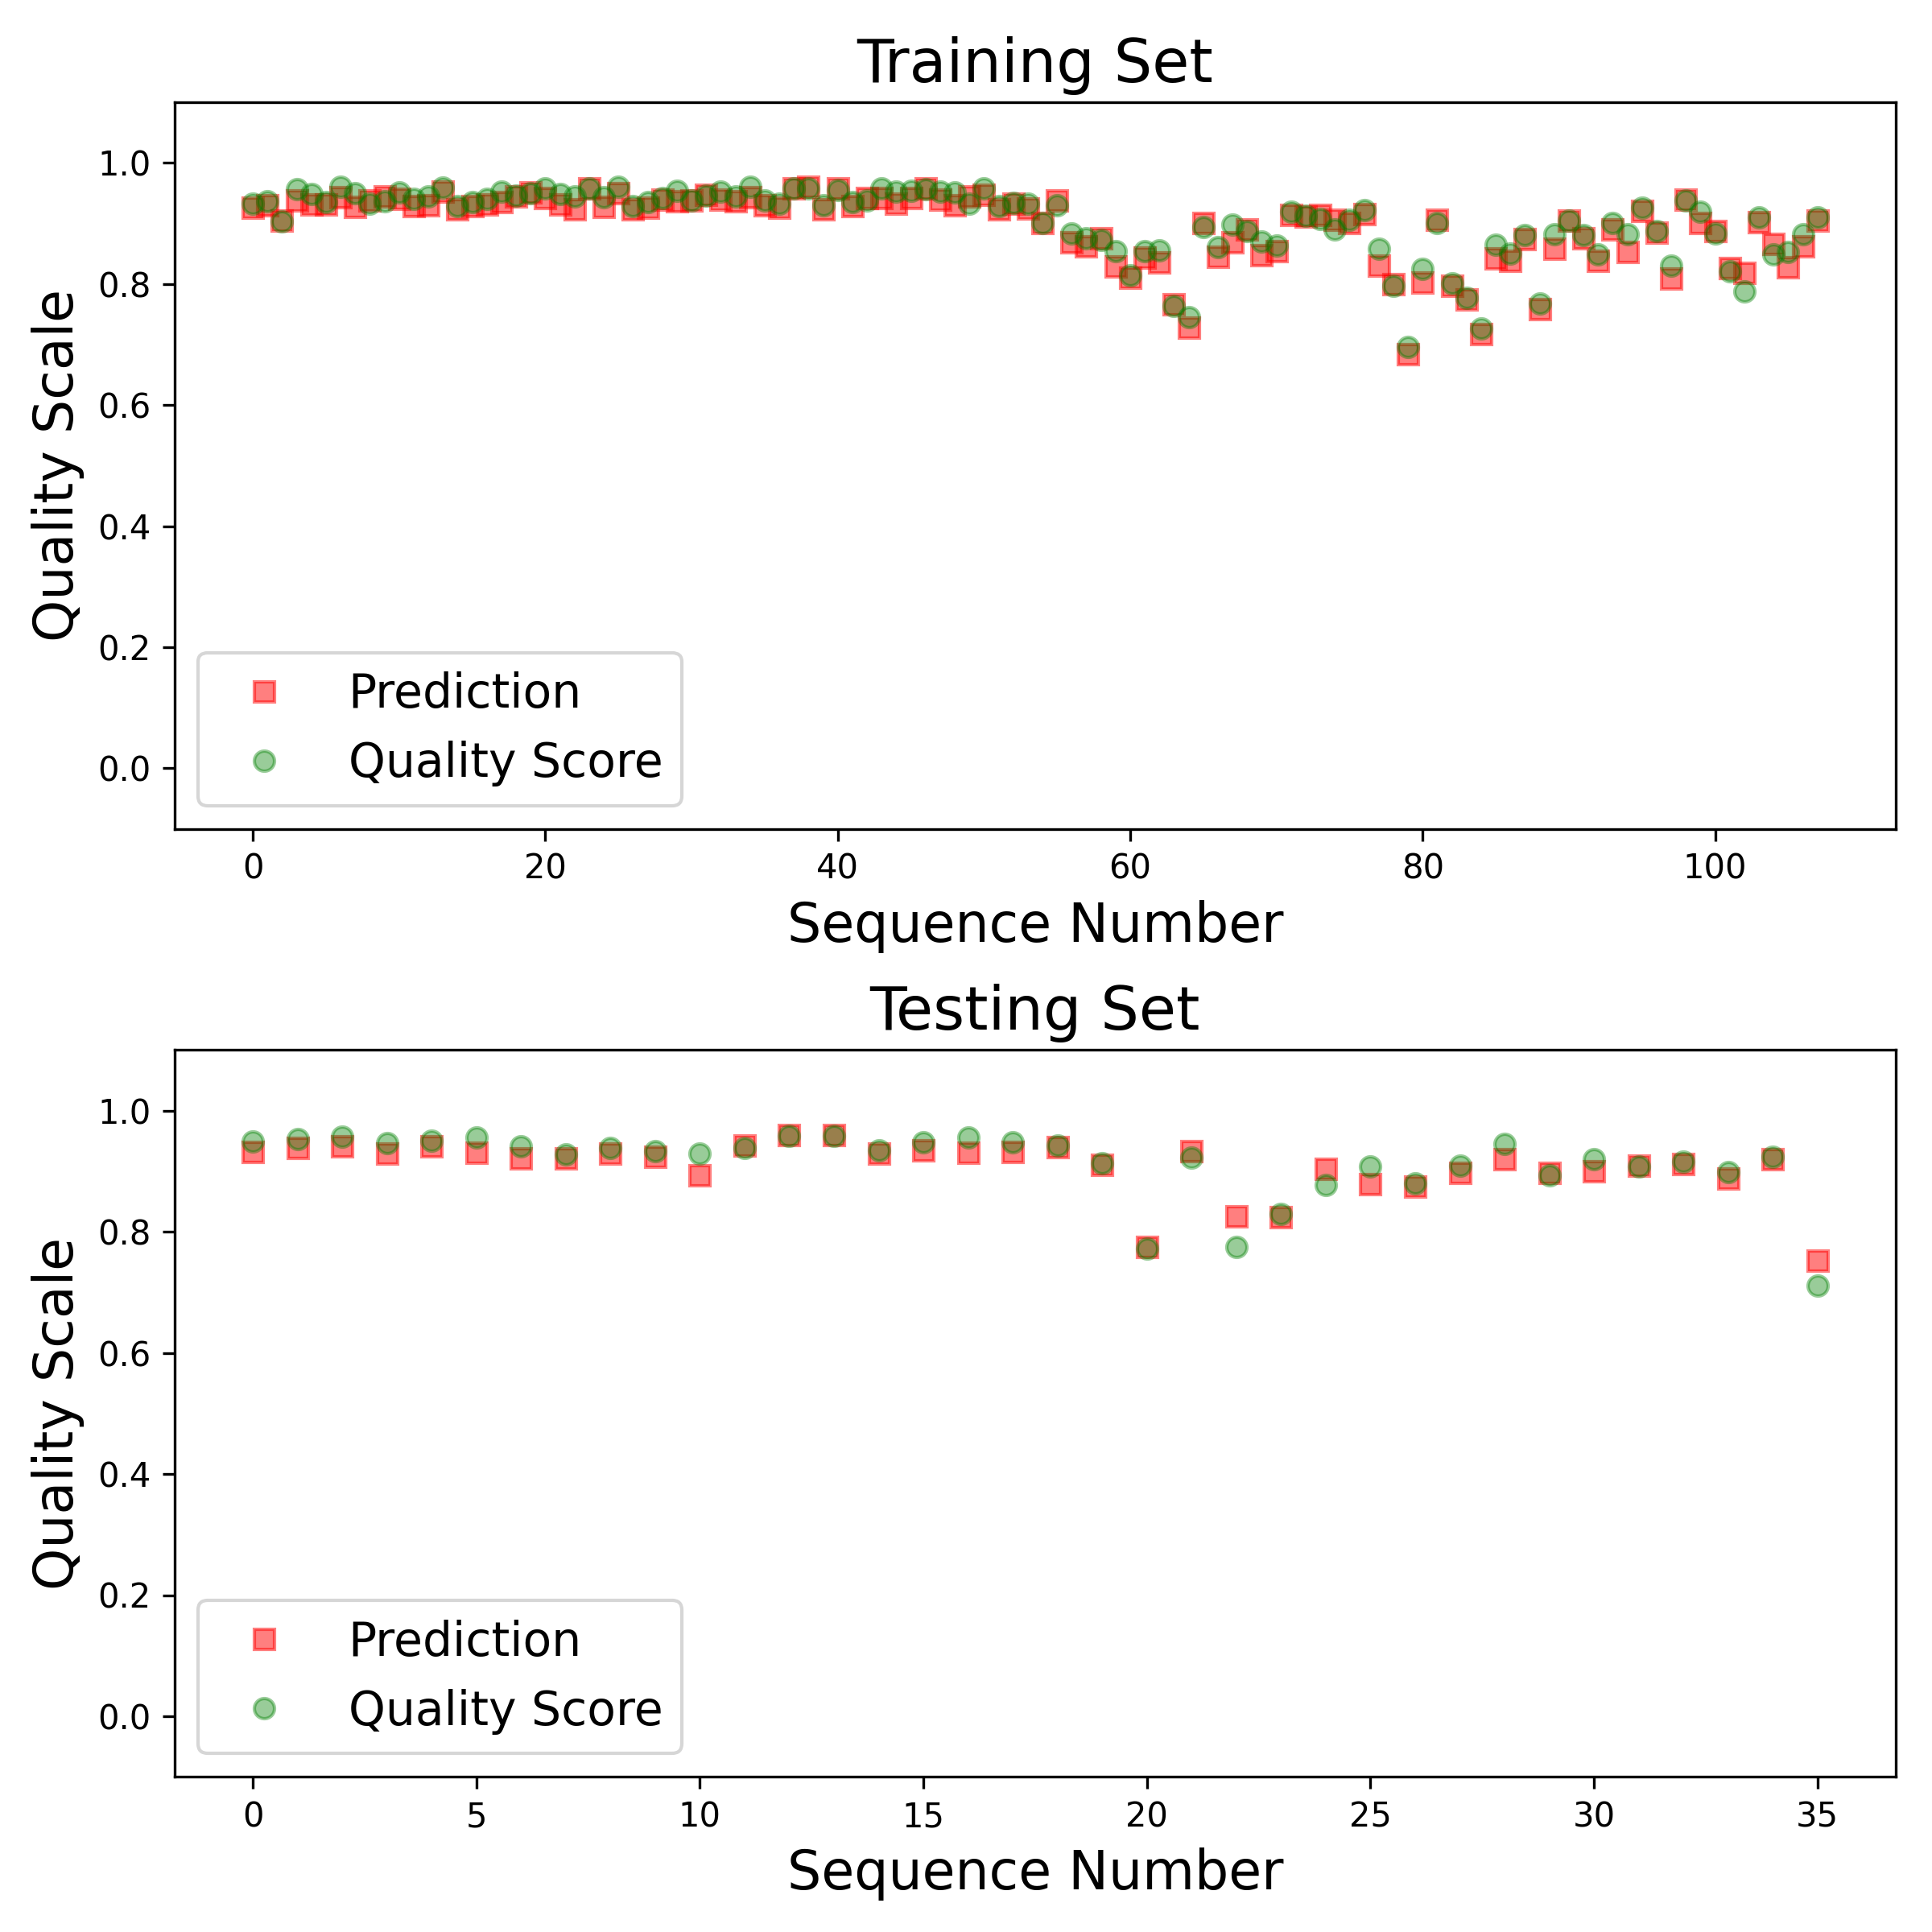 Training Set
Quality Scale
1.0
0.8
0.6
0.4
0.2
0.0
Prediction
Quality Score
0 20 40 60 80 100
Sequence Number
Testing Set
Quality Scale
1.0
0.8
0.6
0.4
0.2
0.0
Prediction
Quality Score
0 5 10 15 20 25 30 35
Sequence Number